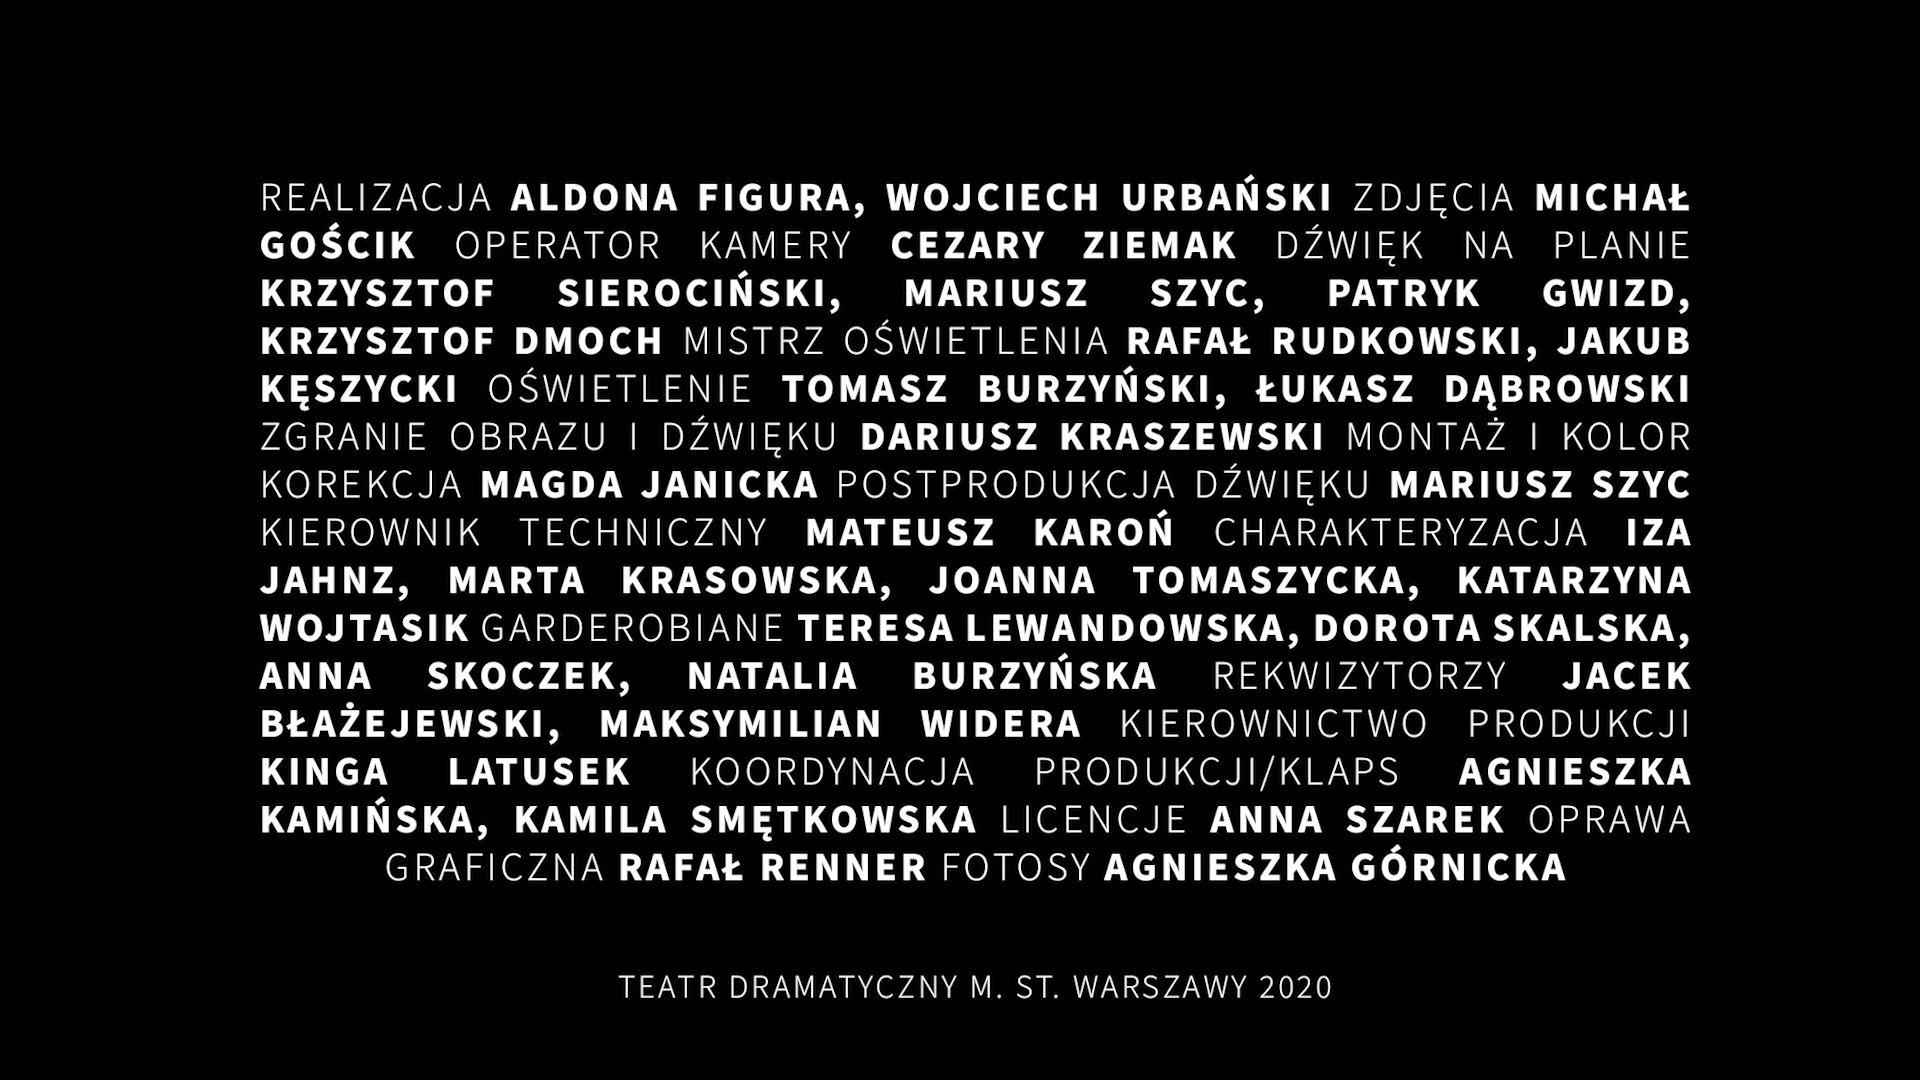 REALIZACJA ALDONA FIGURA, WOJCIECH URBAŃSKI ZDJĘCIA MICHAŁ
GOŚCIK OPERATOR KAMERY CEZARY ZIEMAK DŹWIĘK NA PLANIE
KRZYSZTOF SIEROCIŃSKI, MARIUSZ SZYC, PATRYK GWIZD,
KRZYSZTOF DMOCH MISTRZ OŚWIETLENIA RAFAŁ RUDKOWSKI, JAKUB
KĘSZYCKI OŚWIETLENIE TOMASZ BURZYŃSKI, ŁUKASZ DĄBROWSKI
ZGRANIE OBRAZU I DŹWIĘKU DARIUSZ KRASZEWSKI MONTAŻ I KOLOR
KOREKCJA MAGDA JANICKA POSTPRODUKCJA DŹWIĘKU MARIUSZ SZYC
KIEROWNIK TECHNICZNY MATEUSZ KAROŃ CHARAKTERYZACJA IZA
JAHNZ, MARTA KRASOWSKA, JOANNA TOMASZYCKA, KATARZYNA
WOJTASIK GARDEROBIANE TERESA LEWANDOWSKA, DOROTA SKALSKA,
ANNA SKOCZEK, NATALIA BURZYŃSKA REKWIZYTORZY JACEK
BŁAŻEJEWSKI, MAKSYMILIAN WIDERA KIEROWNICTWO PRODUKCJI
KINGA LATUSEK KOORDYNACJA PRODUKCJI/KLAPS AGNIESZKA
KAMIŃSKA, KAMILA SMĘTKOWSKA LICENCJE ANNA SZAREK OPRAWA
GRAFICZNA RAFAŁ RENNER FOTOSY AGNIESZKA GÓRNICKA
TEATR DRAMATYCZNY M. ST. WARSZAWY 2020